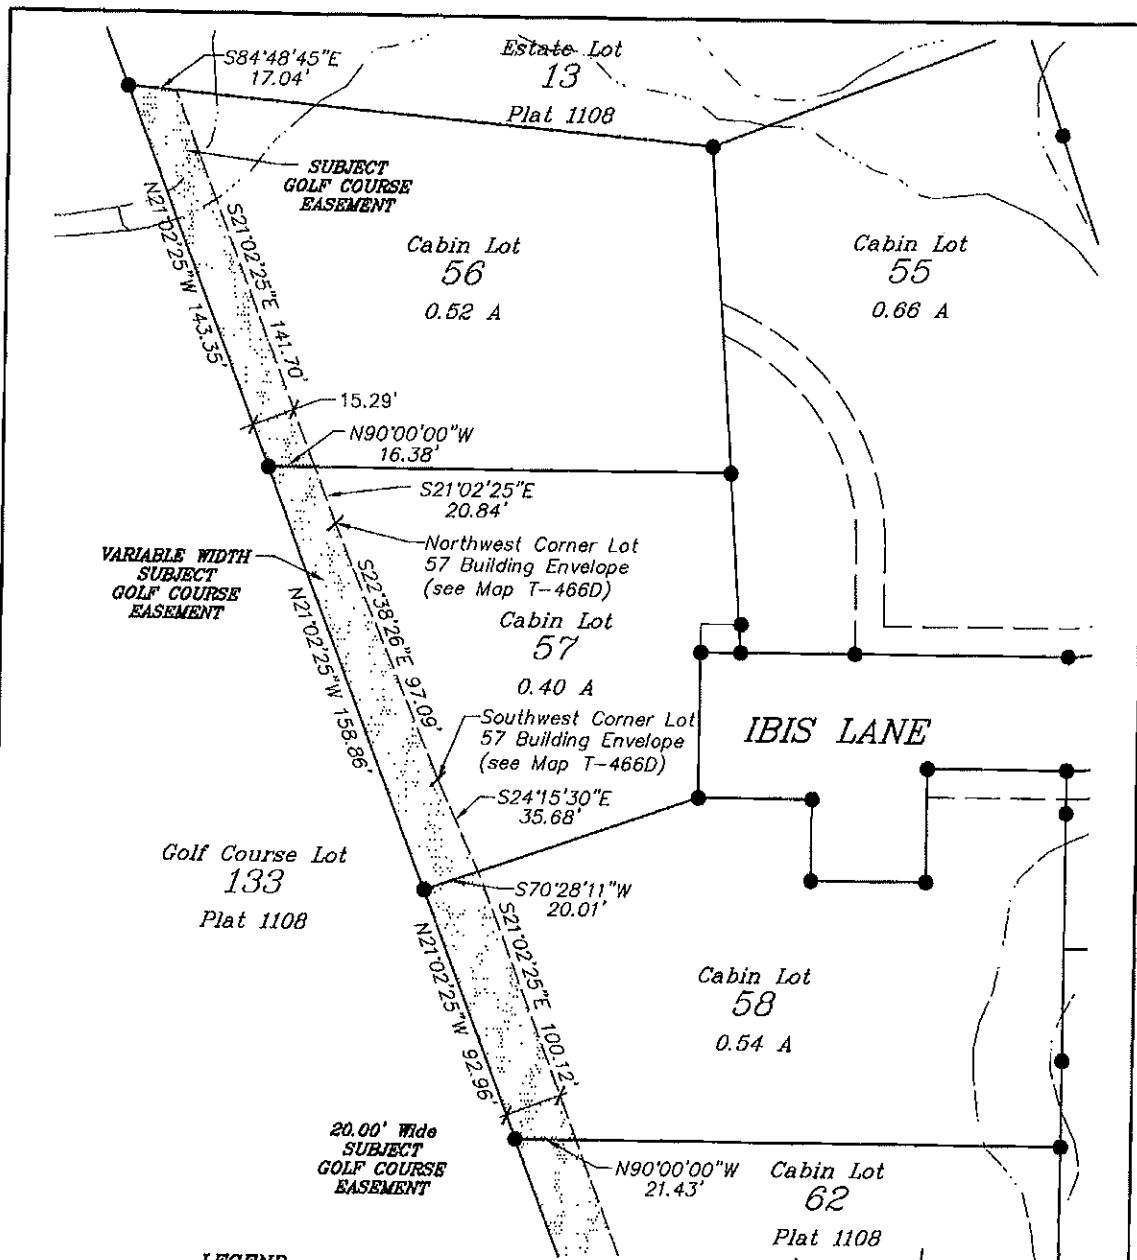 S84°48'45"E
17.04'
Estate Lot
13
Plat 1108
SUBJECT
GOLF COURSE
EASEMENT
N21°02'25"W 143.35'
S21°02'25"E 141.70'
Cabin Lot
56
0.52 A
Cabin Lot
55
0.66 A
15.29'
N90°00'00"W
16.38'
S21°02'25"E
20.84'
Northwest Corner Lot
57 Building Envelope
(see Map T-466D)
VARIABLE WIDTH
SUBJECT
GOLF COURSE
EASEMENT
S22°38'26"E 97.09'
N21°02'25"W 158.86'
Cabin Lot
57
0.40 A
Southwest Corner Lot
57 Building Envelope
(see Map T-466D)
IBIS LANE
S24°15'30"E
35.68'
Golf Course Lot
133
Plat 1108
S70°28'11"W
20.01'
N21°02'25"W 92.96'
S21°02'25"E 100.12'
Cabin Lot
58
0.54 A
20.00' Wide
SUBJECT
GOLF COURSE
EASEMENT
N90°00'00"W
21.43'
Cabin Lot
62
Plat 1108
LEGEND